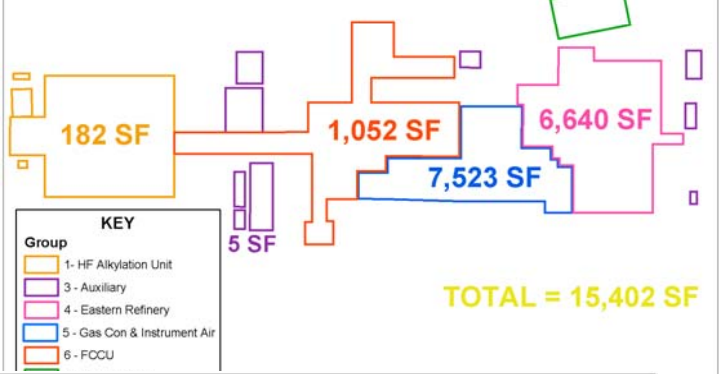 6,640 SF
1,052 SF
182 SF
7,523 SF
KEY
Group
5 SF
1- HF Alkylation Unit
3 - Auxiliary
TOTAL = 15,402 SF
4 - Eastern Refinery
5 - Gas Con & Instrument Air
6 - FCCU